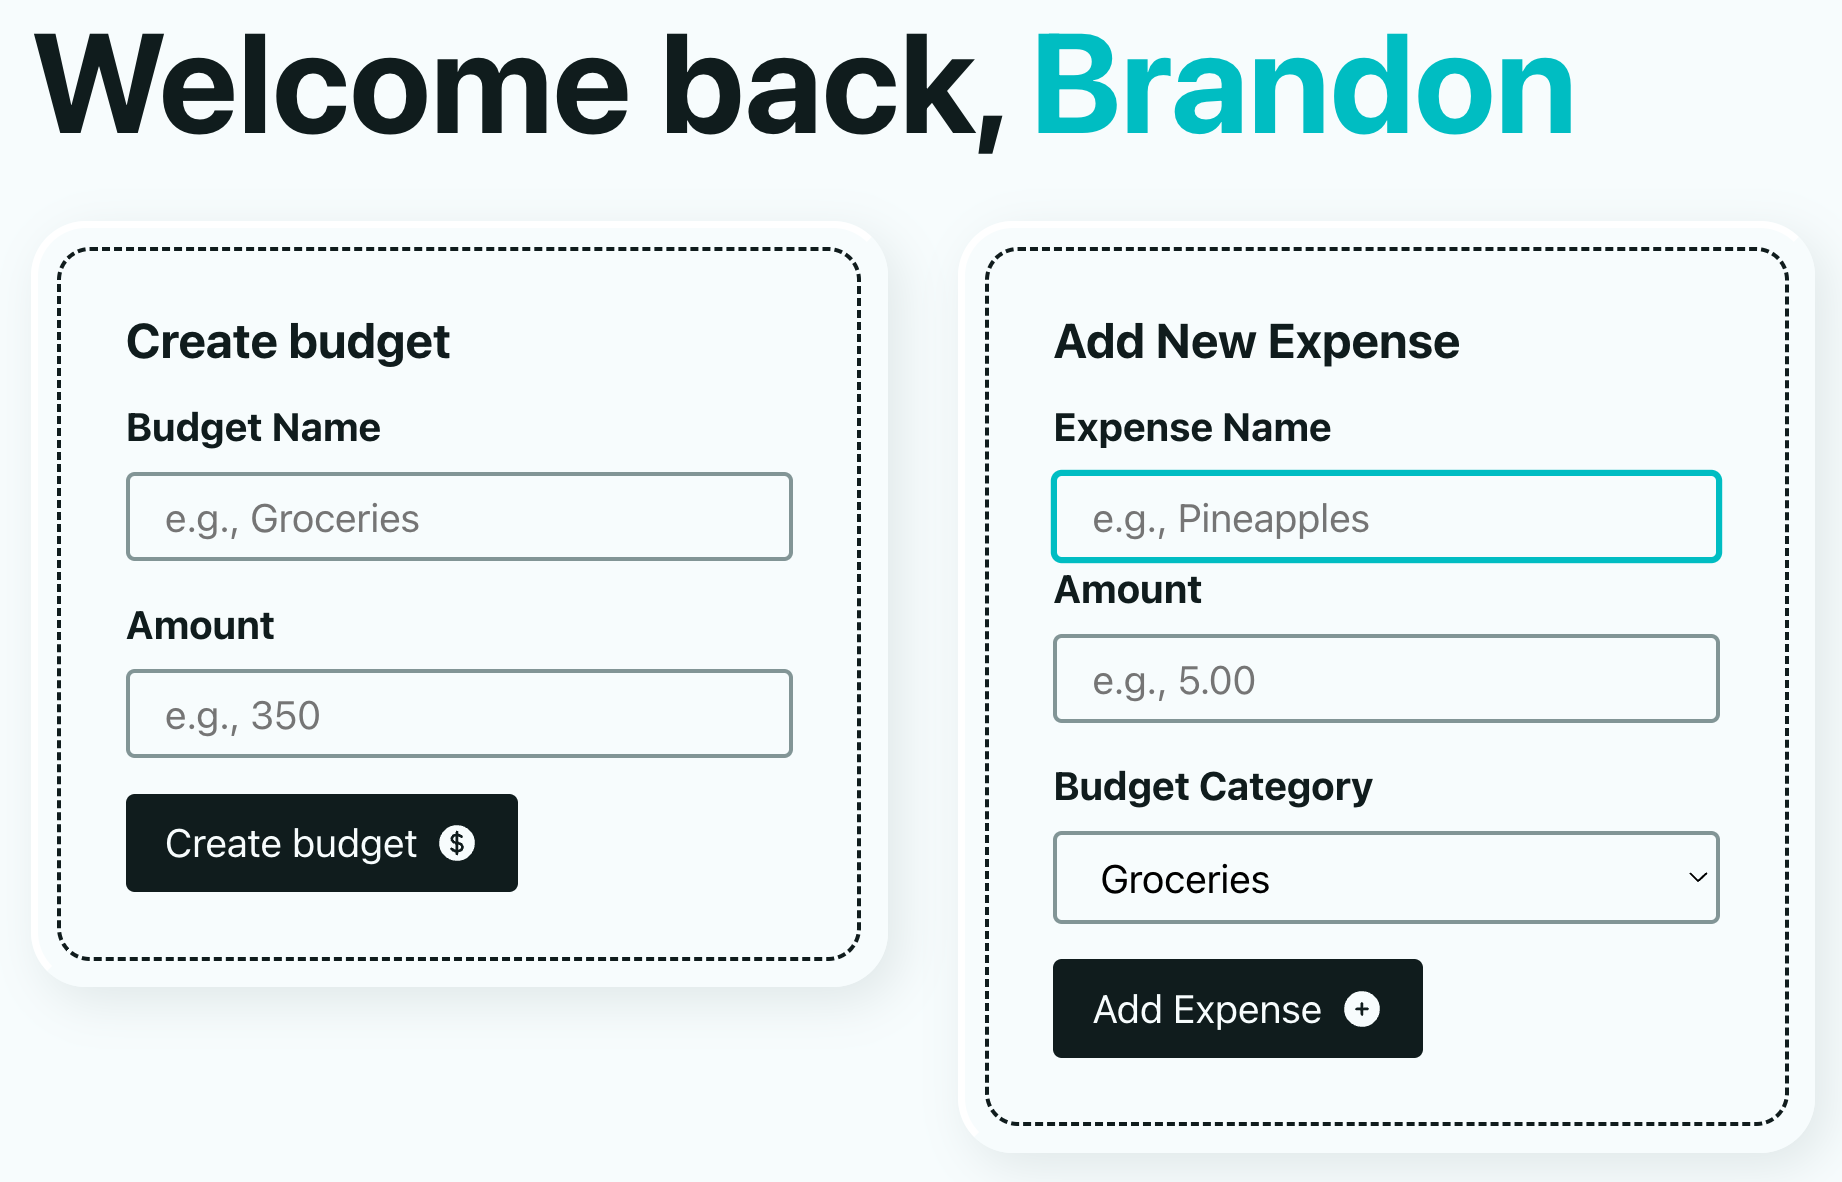 Welcome back, Brandon
Create budget
Budget Name
e.g., Groceries
Amount
e.g., 350
Create budget
Add New Expense
Expense Name
e.g., Pineapples
Amount
e.g., 5.00
Budget Category
Groceries
Add Expense